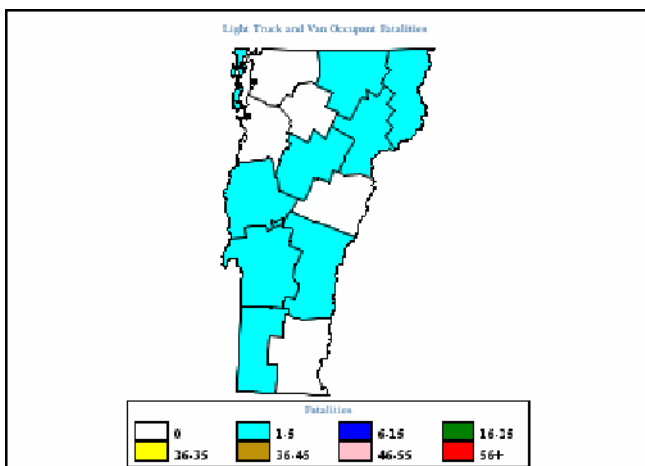 Light Truck and Van Occupant Fatalities
Fatalities
0 1-5 6-15 16-25
36-35 36-45 46-55 56+